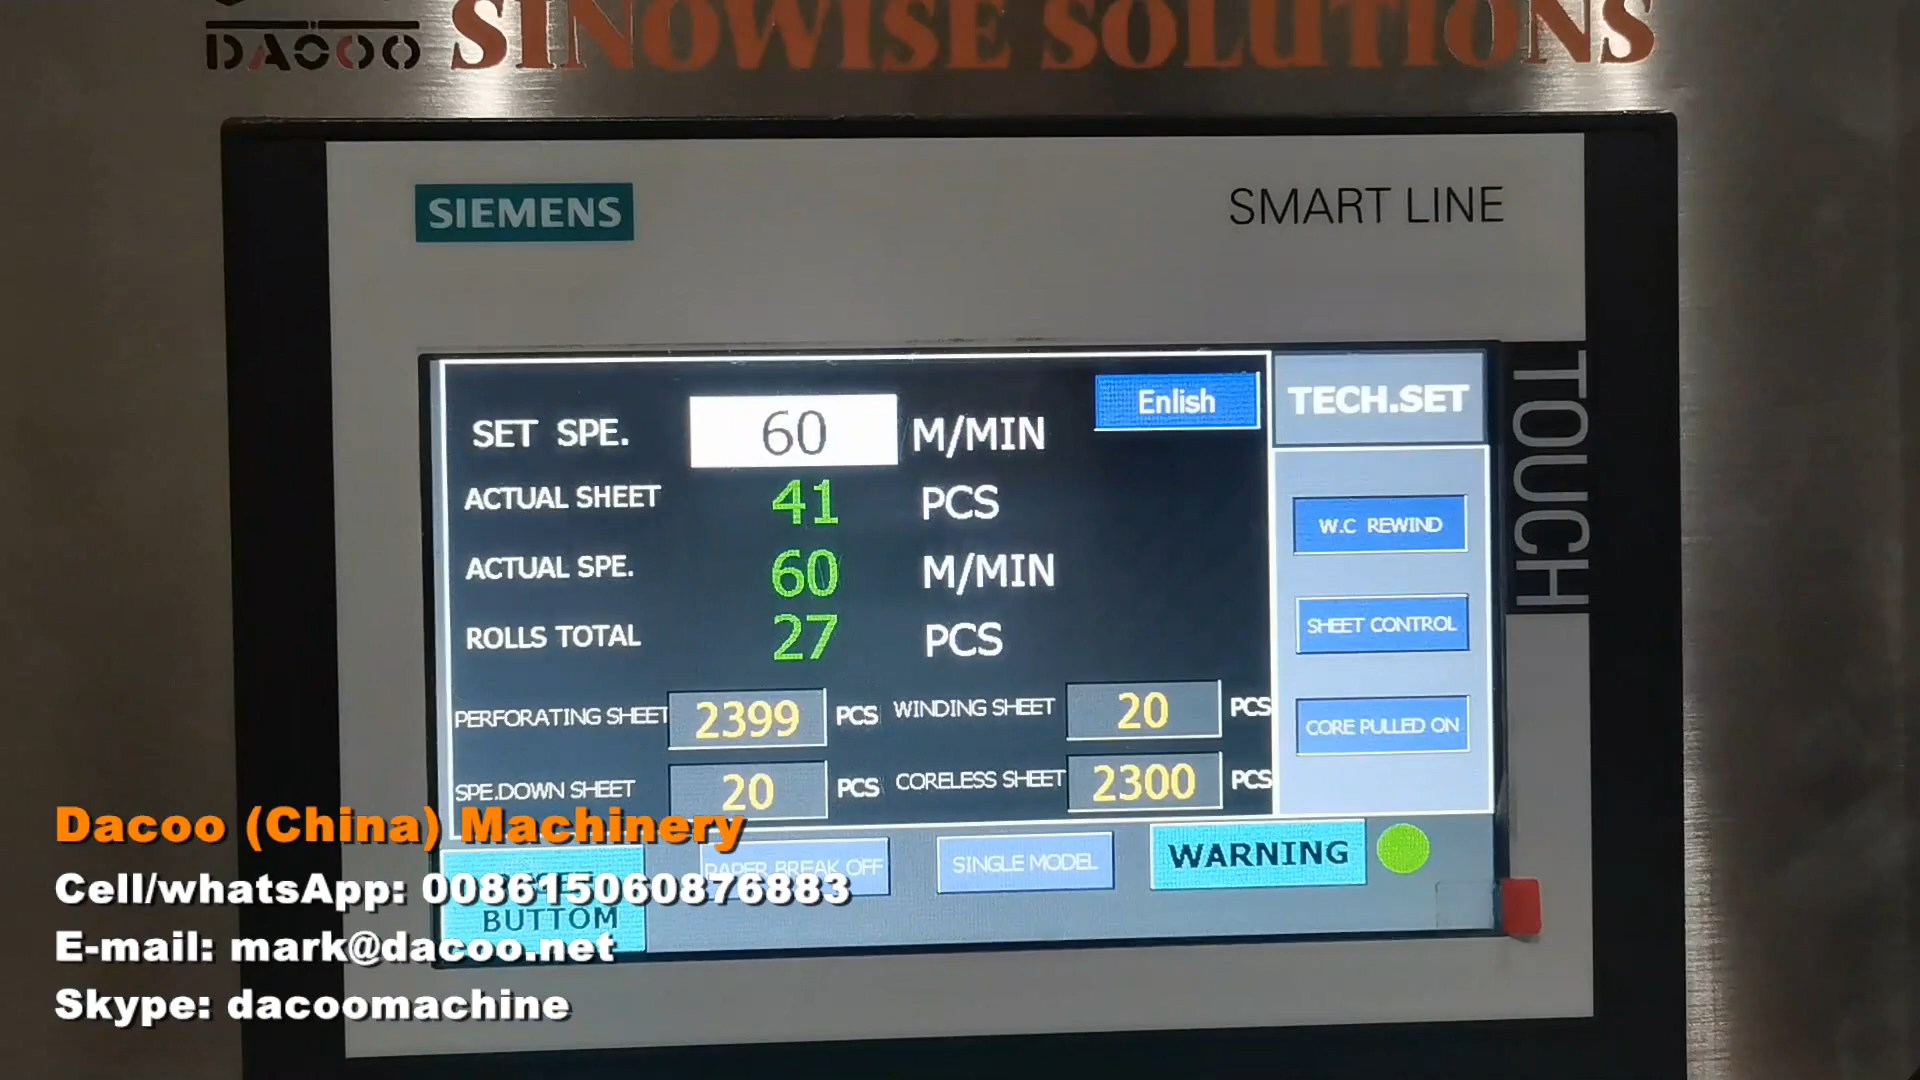 DACOO SINOWISE SOLUTIONS
SIEMENS
SMART LINE
TOUCH
SET SPE. 60 M/MIN Enlish TECH.SET
ACTUAL SHEET 41 PCS
W.C REWIND
ACTUAL SPE. 60 M/MIN
SHEET CONTROL
ROLLS TOTAL 27 PCS
CORE PULLED ON
PERFORATING SHEET 2399 PCS WINDING SHEET 20 PCS
SPE.DOWN SHEET 20 PCS CORELESS SHEET 2300 PCS
PAPER BREAK OFF SINGLE MODEL WARNING
BUTTOM
Dacoo (China) Machinery
Cell/whatsApp: 008615060876883
E-mail: mark@dacoo.net
Skype: dacoomachine